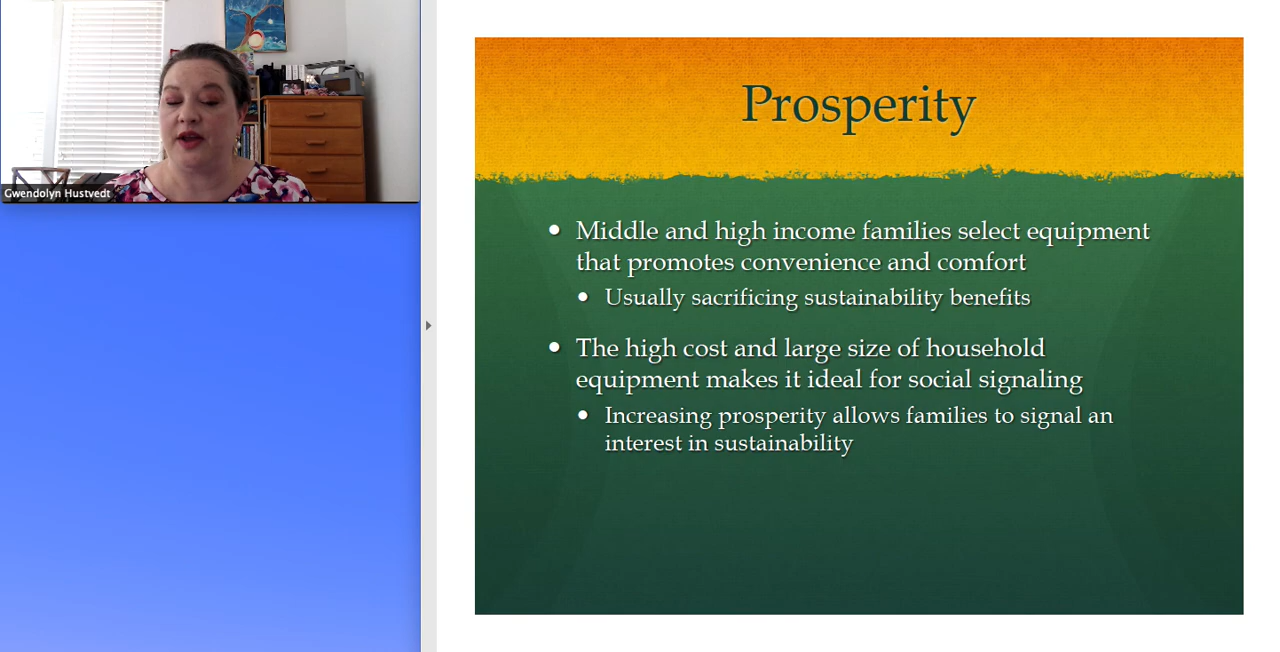 Gwendolyn Hustvedt
Prosperity
Middle and high income families select equipment
that promotes convenience and comfort
Usually sacrificing sustainability benefits
The high cost and large size of household
equipment makes it ideal for social signaling
Increasing prosperity allows families to signal an
interest in sustainability